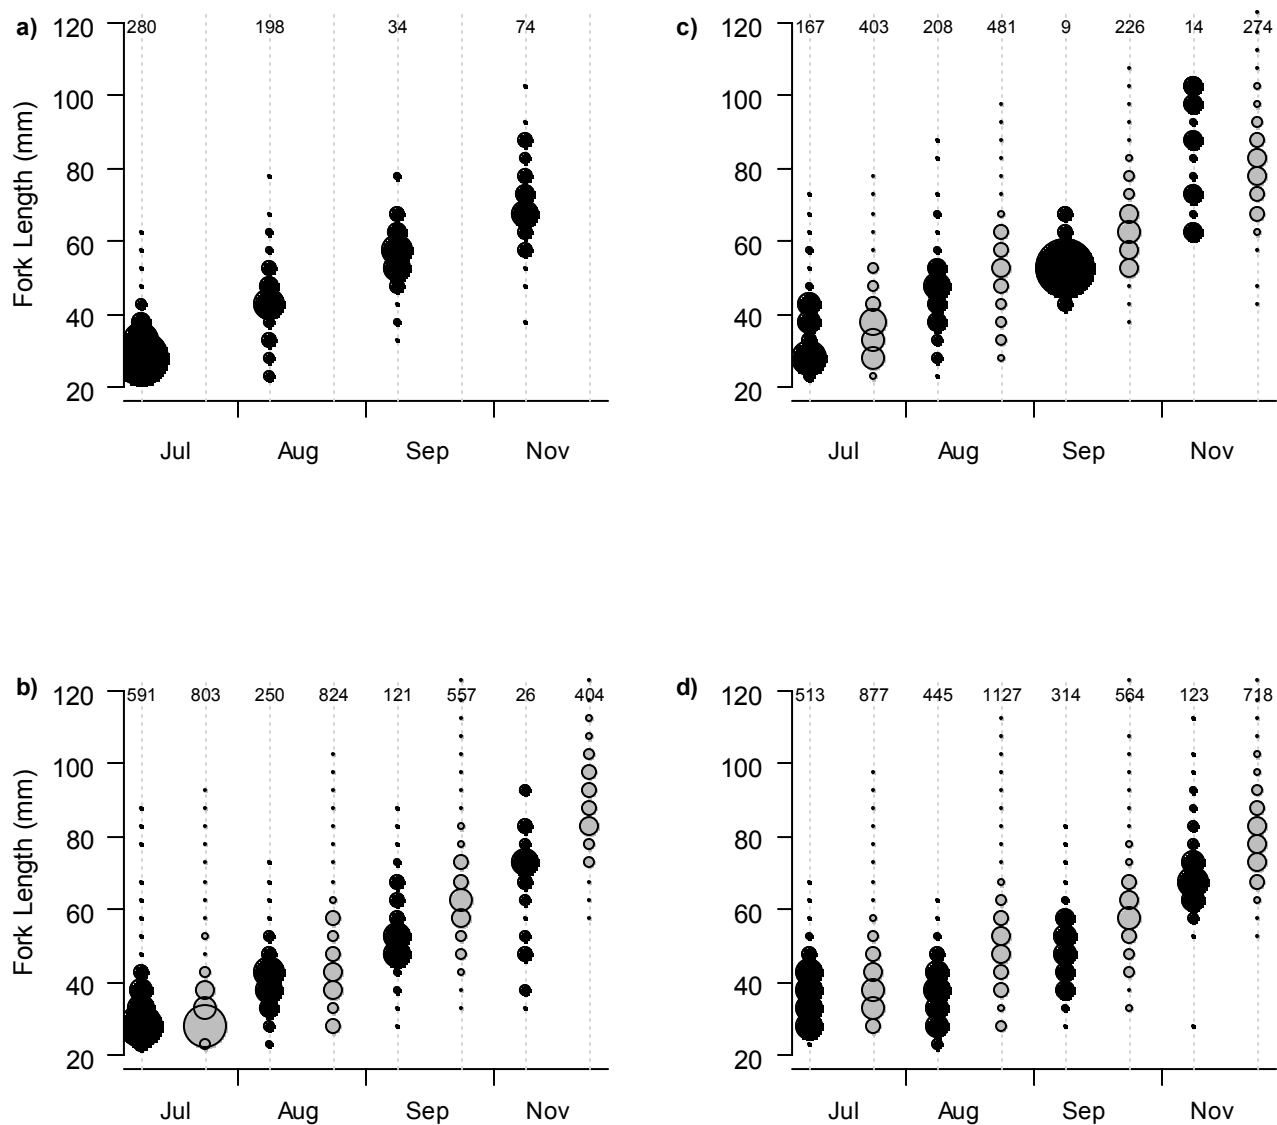 a)
280 198 34 74
Fork Length (mm)
120
100
80
60
40
20
Jul Aug Sep Nov
c)
167 403 208 481 9 226 14 274
120
100
80
60
40
20
Jul Aug Sep Nov
b)
591 803 250 824 121 557 26 404
Fork Length (mm)
120
100
80
60
40
20
Jul Aug Sep Nov
d)
513 877 445 1127 314 564 123 718
120
100
80
60
40
20
Jul Aug Sep Nov